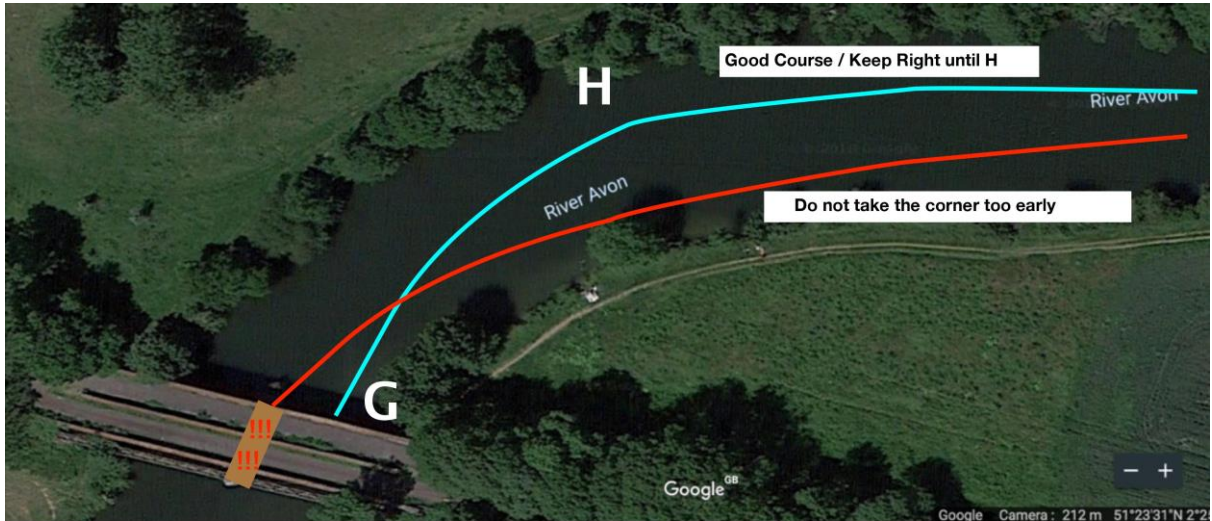 Good Course / Keep Right until H
H
River Avon
River Avon
Do not take the corner too early
G
!!!
!!!
Google GB
Google Camera : 212 m 51°23'31"N 2°25